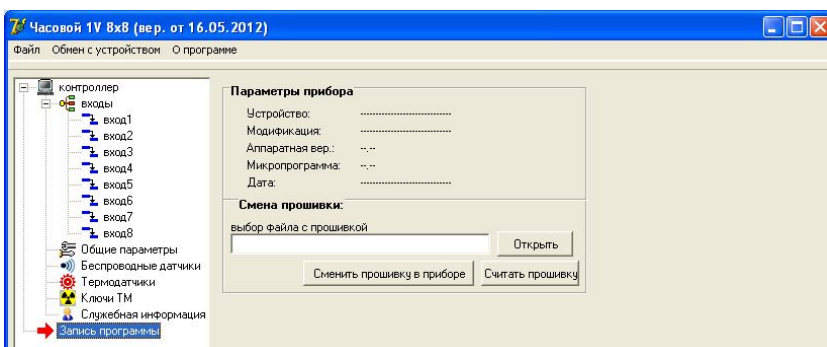 Часовой 1V 8x8 (вер. от 16.05.2012)
Файл Обмен с устройством О программе
контроллер
входы
вход1
вход2
вход3
вход4
вход5
вход6
вход7
вход8
Общие параметры
Беспроводные датчики
Термодатчики
Ключи ТМ
Служебная информация
Запись программы
Параметры прибора
Устройство: ----------------------------
Модификация: ----------------------------
Аппаратная вер.: --.--
Микропрограмма: --.--
Дата: ----------------------------
Смена прошивки:
выбор файла с прошивкой
Открыть
Сменить прошивку в приборе Считать прошивку